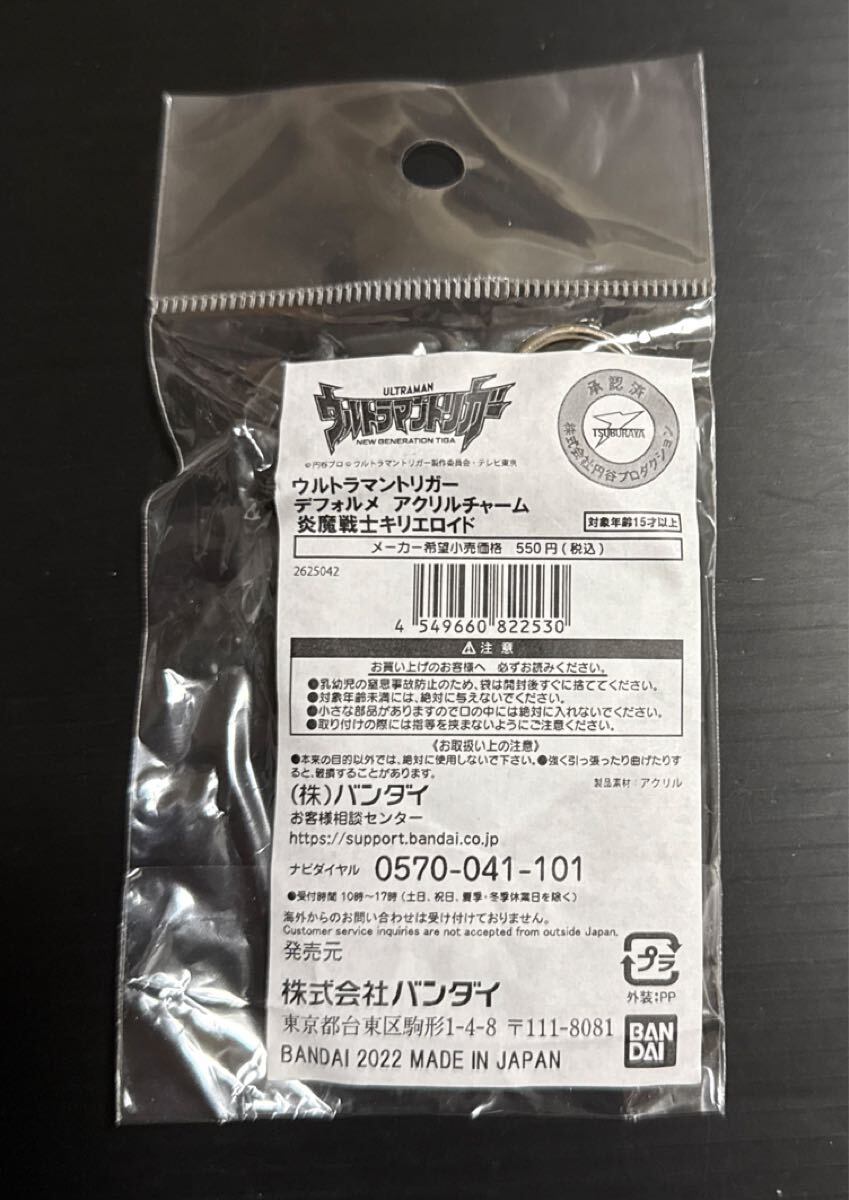 ULTRAMAN
ウルトラマントリガー
NEW GENERATION TIGA
©円谷プロ ©ウルトラマントリガー製作委員会・テレビ東京
承認済
TSUBURAYA
株式会社円谷プロダクション
ウルトラマントリガー
デフォルメ アクリルチャーム
炎魔戦士キリエロイド
対象年齢15才以上
メーカー希望小売価格 550円(税込)
2625042
4 549660 822530
⚠注意
お買い上げのお客様へ 必ずお読みください。
●乳幼児の窒息事故防止のため、袋は開封後すぐに捨ててください。
●対象年齢未満には、絶対に与えないでください。
●小さな部品がありますので口の中には絶対に入れないでください。
●取り付けの際には指等を挟まないようにご注意ください。
《お取扱い上の注意》
●本来の目的以外では、絶対に使用しないで下さい。●強く引っ張ったり曲げたりす
ると、破損することがあります。
製品素材:アクリル
(株)バンダイ
お客様相談センター
https://support.bandai.co.jp
ナビダイヤル 0570-041-101
●受付時間 10時〜17時(土日、祝日、夏季・冬季休業日を除く)
海外からのお問い合わせは受け付けておりません。
Customer service inquiries are not accepted from outside Japan.
発売元
プラ
外装:PP
株式会社バンダイ
東京都台東区駒形1-4-8 〒111-8081
BANDAI 2022 MADE IN JAPAN
BAN
DAI